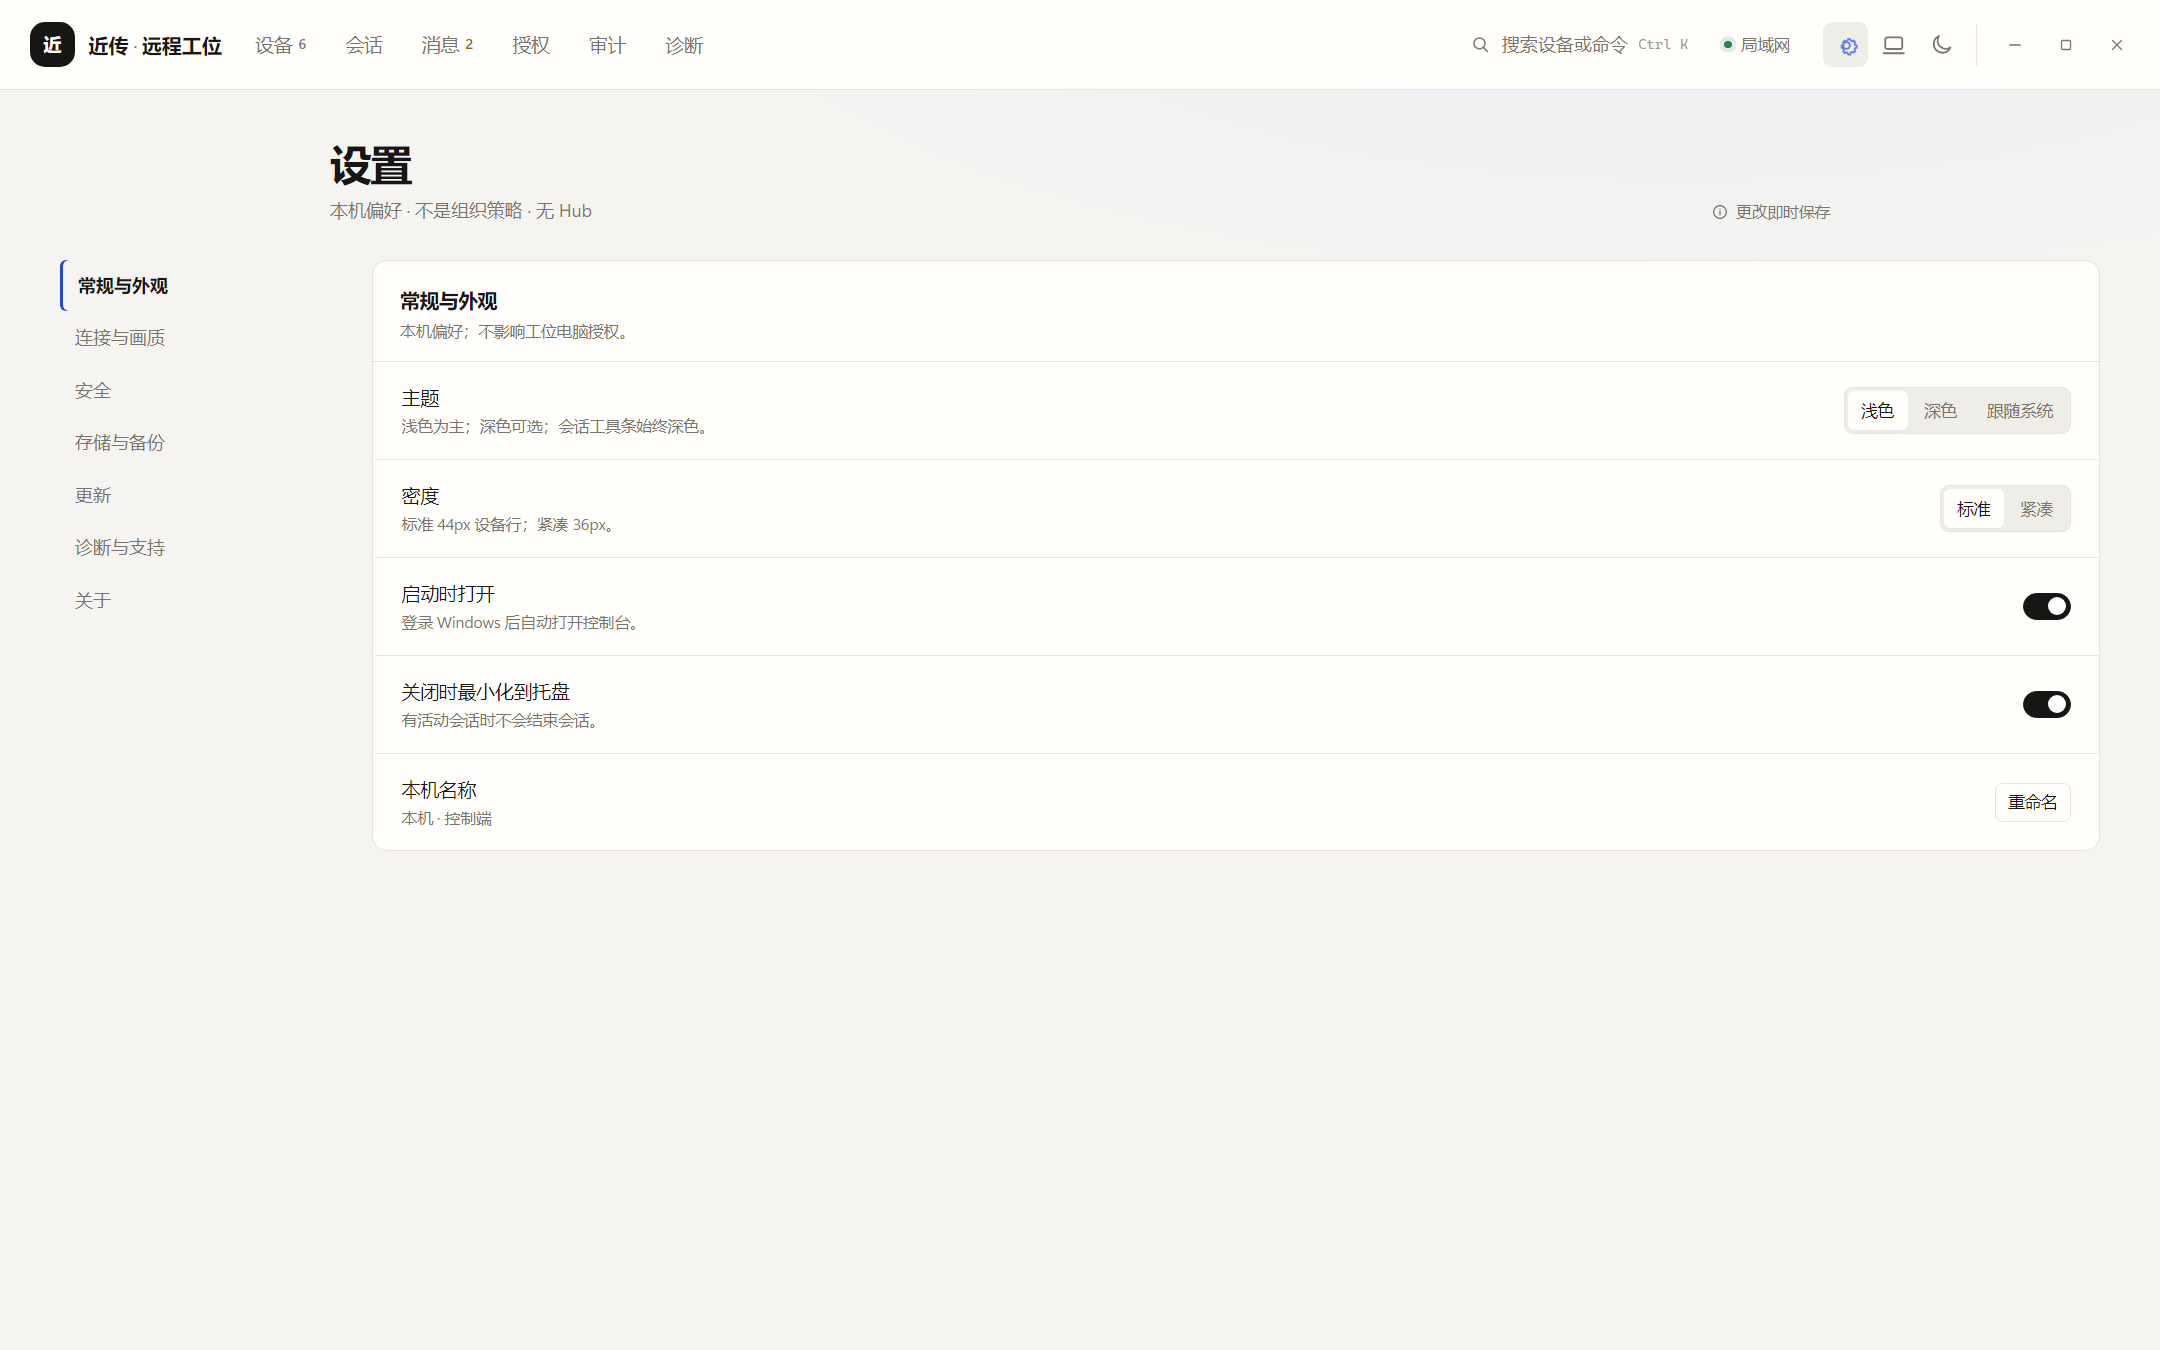 近 近传 · 远程工位 设备 6 会话 消息 2 授权 审计 诊断 搜索设备或命令 Ctrl K 局域网
设置
本机偏好 · 不是组织策略 · 无 Hub
更改即时保存
常规与外观
连接与画质
安全
存储与备份
更新
诊断与支持
关于
常规与外观
本机偏好；不影响工位电脑授权。
主题
浅色为主；深色可选；会话工具条始终深色。
浅色 深色 跟随系统
密度
标准 44px 设备行；紧凑 36px。
标准 紧凑
启动时打开
登录 Windows 后自动打开控制台。
关闭时最小化到托盘
有活动会话时不会结束会话。
本机名称
本机 · 控制端
重命名